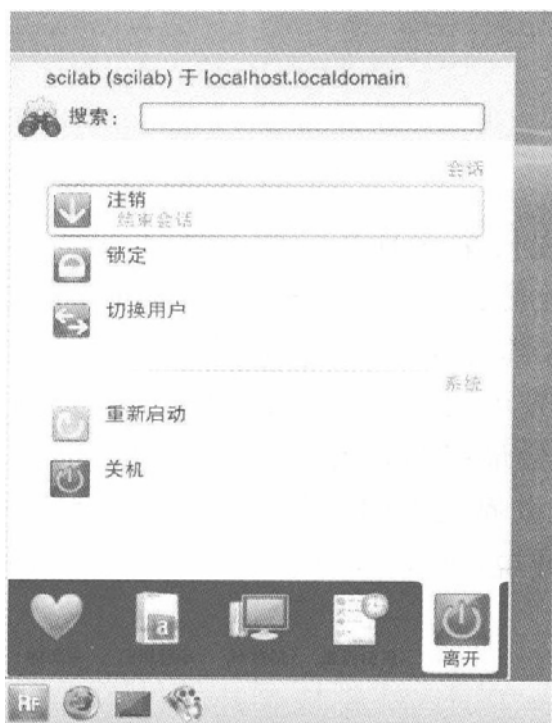 scilab (scilab) 于 localhost.localdomain
搜索：
会话
注销
结束会话
锁定
切换用户
系统
重新启动
关机
a
离开
RF